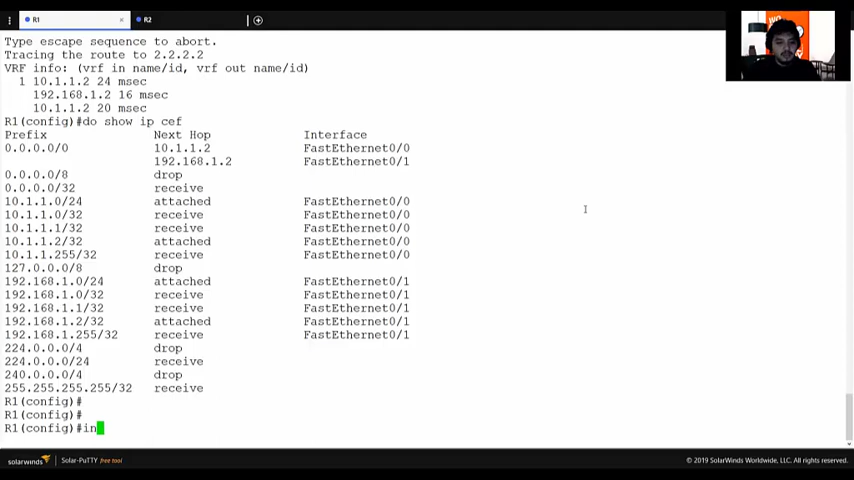 R1
R2
Type escape sequence to abort.
Tracing the route to 2.2.2.2
VRF info: (vrf in name/id, vrf out name/id)
1 10.1.1.2 24 msec
192.168.1.2 16 msec
10.1.1.2 20 msec
R1(config)#do show ip cef
Prefix Next Hop Interface
0.0.0.0/0 10.1.1.2 FastEthernet0/0
192.168.1.2 FastEthernet0/1
0.0.0.0/8 drop
0.0.0.0/32 receive
10.1.1.0/24 attached FastEthernet0/0
10.1.1.0/32 receive FastEthernet0/0
10.1.1.1/32 receive FastEthernet0/0
10.1.1.2/32 attached FastEthernet0/0
10.1.1.255/32 receive FastEthernet0/0
127.0.0.0/8 drop
192.168.1.0/24 attached FastEthernet0/1
192.168.1.0/32 receive FastEthernet0/1
192.168.1.1/32 receive FastEthernet0/1
192.168.1.2/32 attached FastEthernet0/1
192.168.1.255/32 receive FastEthernet0/1
224.0.0.0/4 drop
224.0.0.0/24 receive
240.0.0.0/4 drop
255.255.255.255/32 receive
R1(config)#
R1(config)#
R1(config)#in
solarwinds Solar-PuTTY free tool © 2019 SolarWinds Worldwide, LLC. All rights reserved.